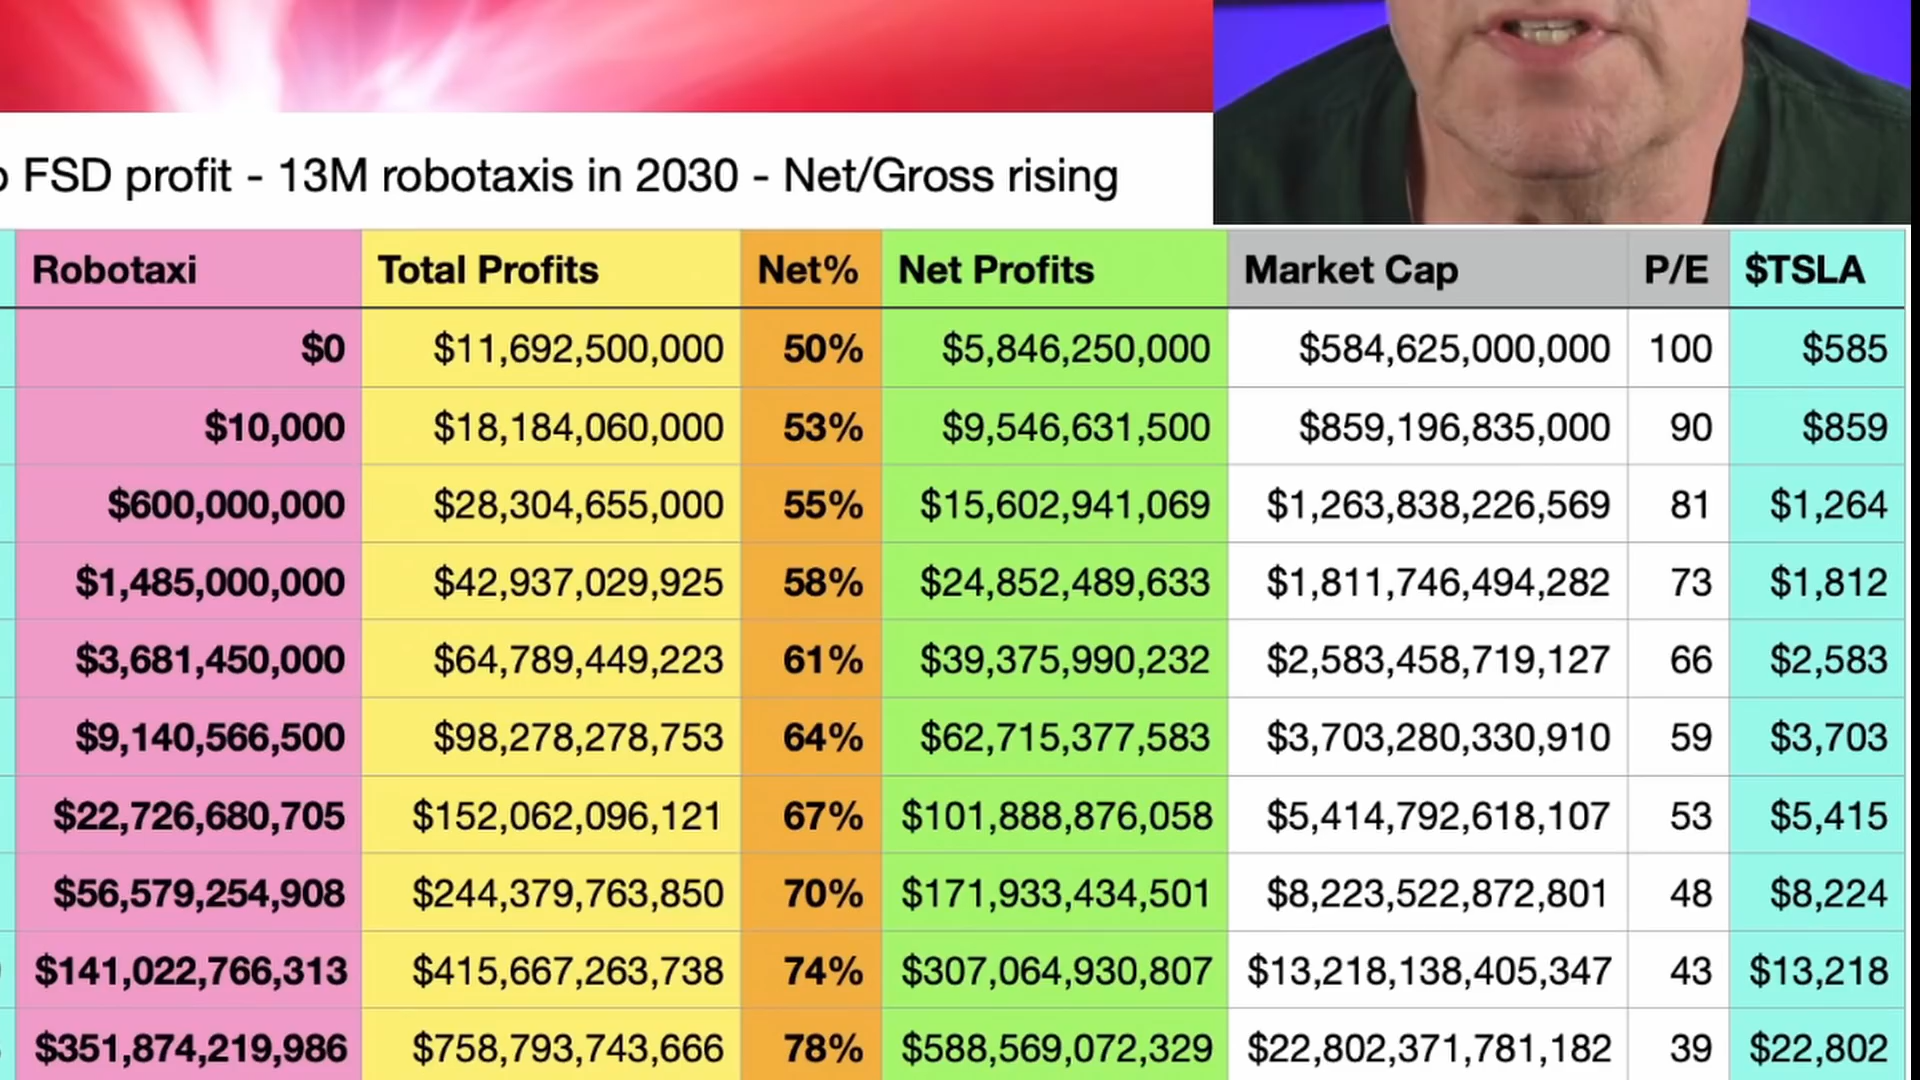 FSD profit - 13M robotaxis in 2030 - Net/Gross rising
Robotaxi Total Profits Net% Net Profits Market Cap P/E $TSLA
$0 $11,692,500,000 50% $5,846,250,000 $584,625,000,000 100 $585
$10,000 $18,184,060,000 53% $9,546,631,500 $859,196,835,000 90 $859
$600,000,000 $28,304,655,000 55% $15,602,941,069 $1,263,838,226,569 81 $1,264
$1,485,000,000 $42,937,029,925 58% $24,852,489,633 $1,811,746,494,282 73 $1,812
$3,681,450,000 $64,789,449,223 61% $39,375,990,232 $2,583,458,719,127 66 $2,583
$9,140,566,500 $98,278,278,753 64% $62,715,377,583 $3,703,280,330,910 59 $3,703
$22,726,680,705 $152,062,096,121 67% $101,888,876,058 $5,414,792,618,107 53 $5,415
$56,579,254,908 $244,379,763,850 70% $171,933,434,501 $8,223,522,872,801 48 $8,224
$141,022,766,313 $415,667,263,738 74% $307,064,930,807 $13,218,138,405,347 43 $13,218
$351,874,219,986 $758,793,743,666 78% $588,569,072,329 $22,802,371,781,182 39 $22,802